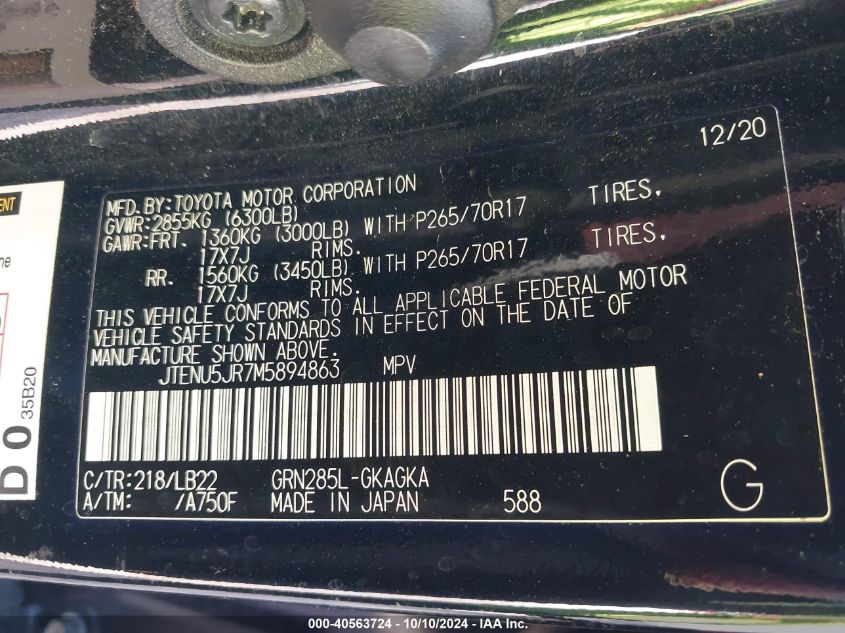 12/20
MFD.BY:TOYOTA MOTOR CORPORATION
GVWR:2855KG (6300LB)
GAWR:FRT. 1360KG (3000LB) WITH P265/70R17 TIRES,
17X7J RIMS.
RR. 1560KG (3450LB) WITH P265/70R17 TIRES,
17X7J RIMS.
THIS VEHICLE CONFORMS TO ALL APPLICABLE FEDERAL MOTOR
VEHICLE SAFETY STANDARDS IN EFFECT ON THE DATE OF
MANUFACTURE SHOWN ABOVE.
JTENU5JR7M5894863 MPV
C/TR:218/LB22 GRN285L-GKAGKA
A/TM: /A750F MADE IN JAPAN 588
G
D 0 35B20
000-40563724 - 10/10/2024 - IAA Inc.